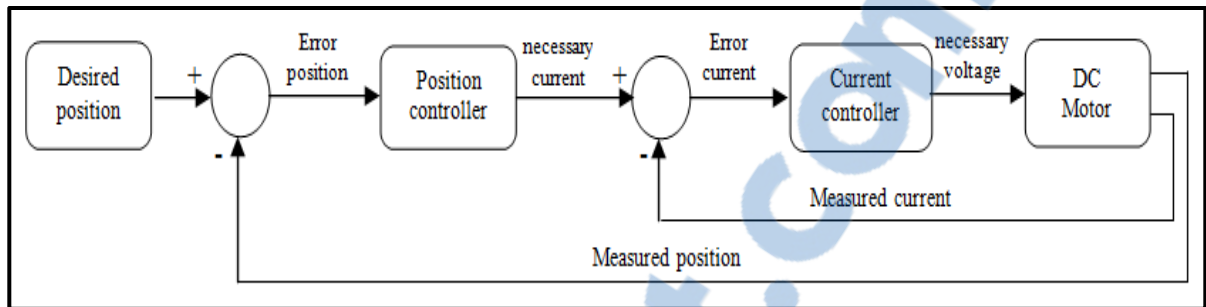 Desired
position
+
-
Error
position
Position
controller
necessary
current
+
-
Error
current
Current
controller
necessary
voltage
DC
Motor
Measured current
Measured position